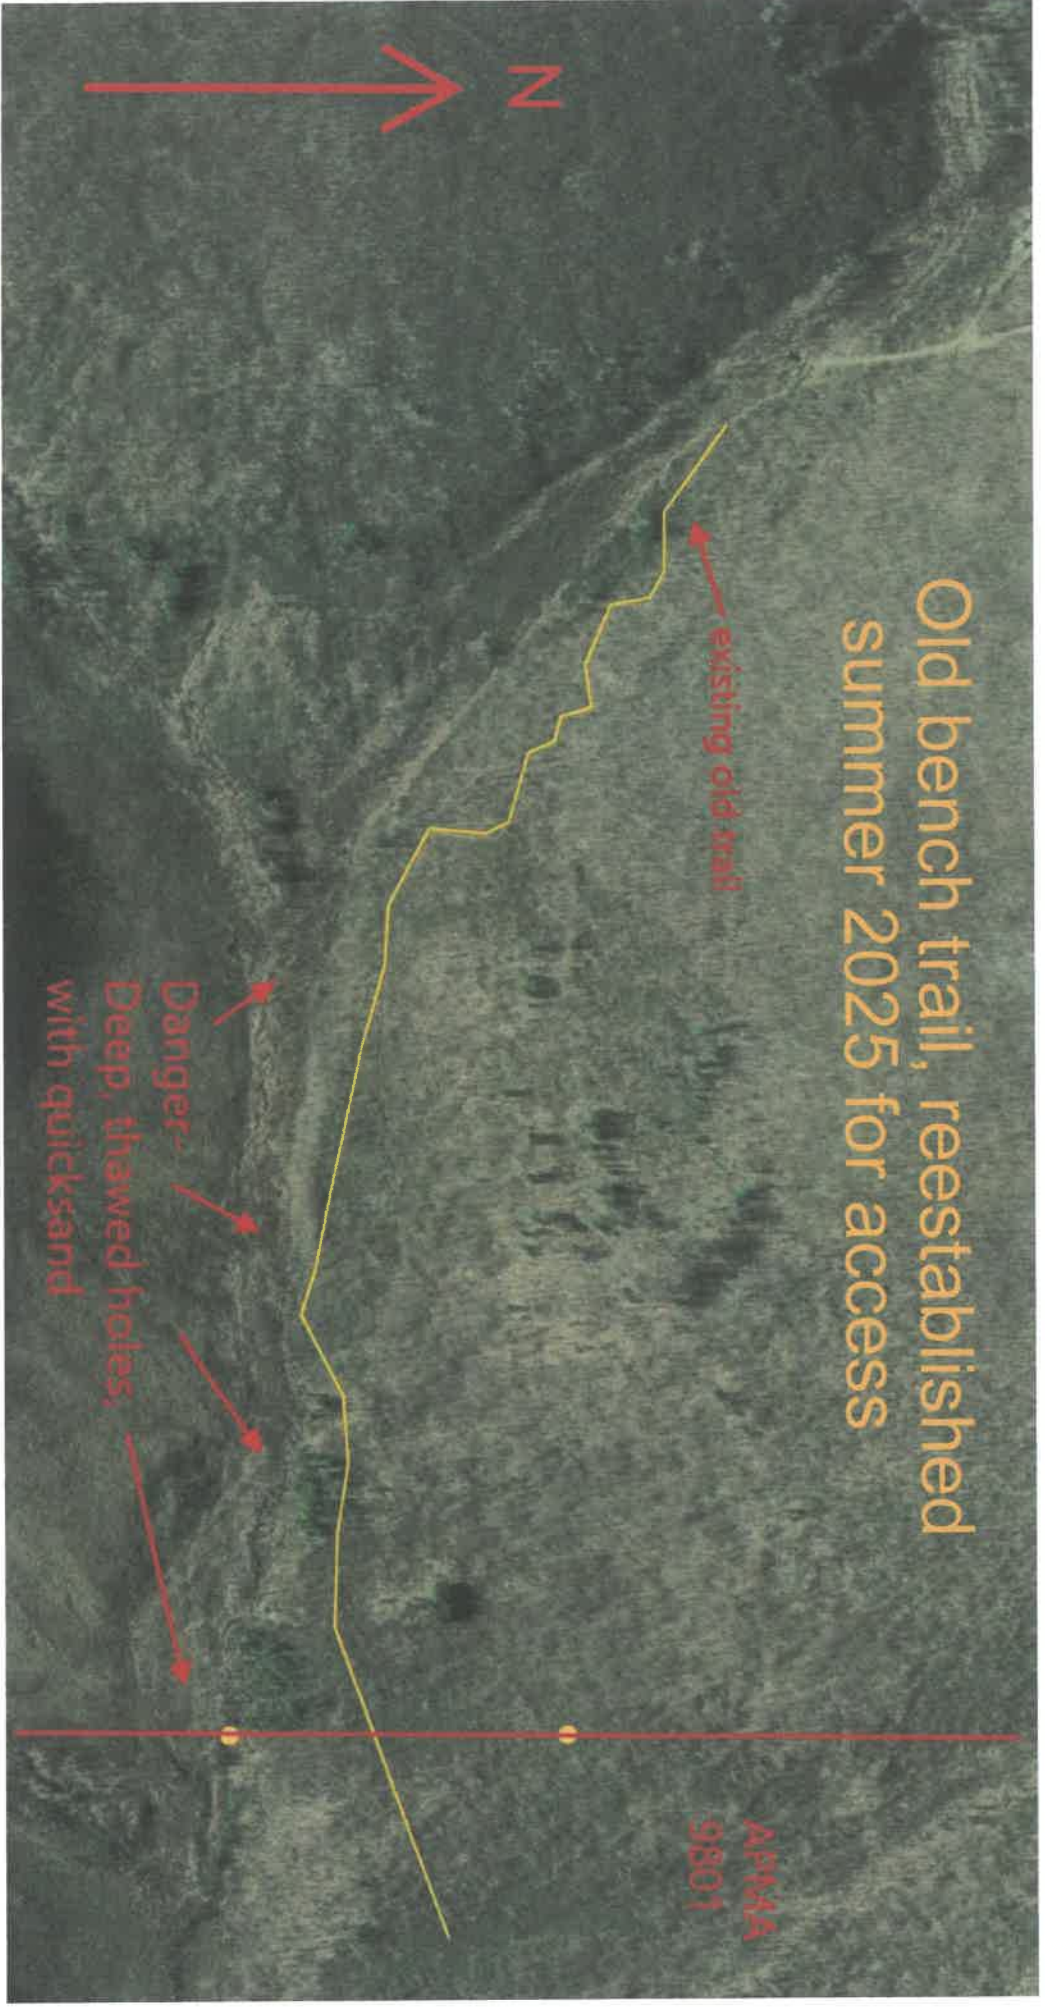 N
Old bench trail, reestablished
summer 2025 for access
existing old trail
Danger-
Deep, thawed holes,
with quicksand
APMA
9801